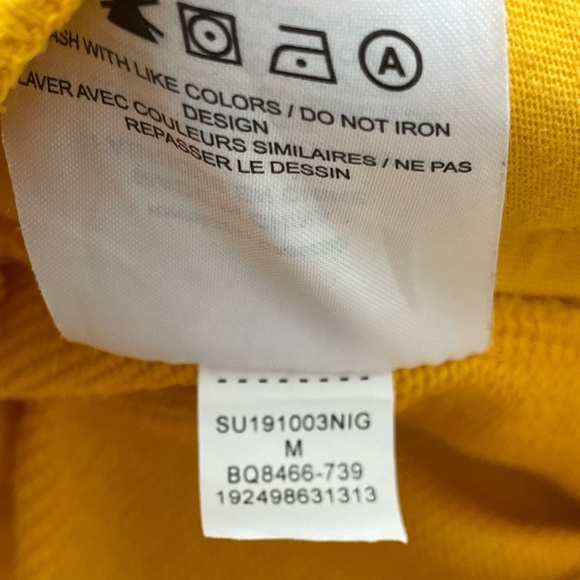 A
WITH LIKE COLORS / DO NOT IRON
DESIGN
LAVER AVEC COULEURS SIMILAIRES / NE PAS
REPASSER LE DESSIN
SU191003NIG
M
BQ8466-739
192498631313